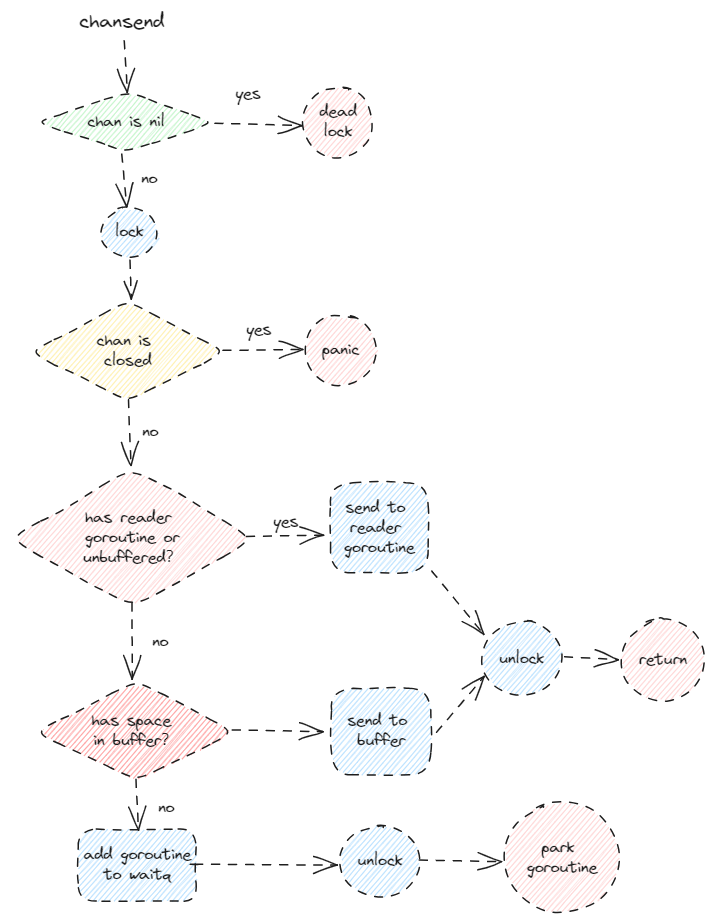 chansend
chan is nil
yes
dead
lock
no
lock
chan is
closed
yes
panic
no
has reader
goroutine or
unbuffered?
yes
send to
reader
goroutine
unlock
return
no
has space
in buffer?
send to
buffer
no
add goroutine
to waitq
unlock
park
goroutine